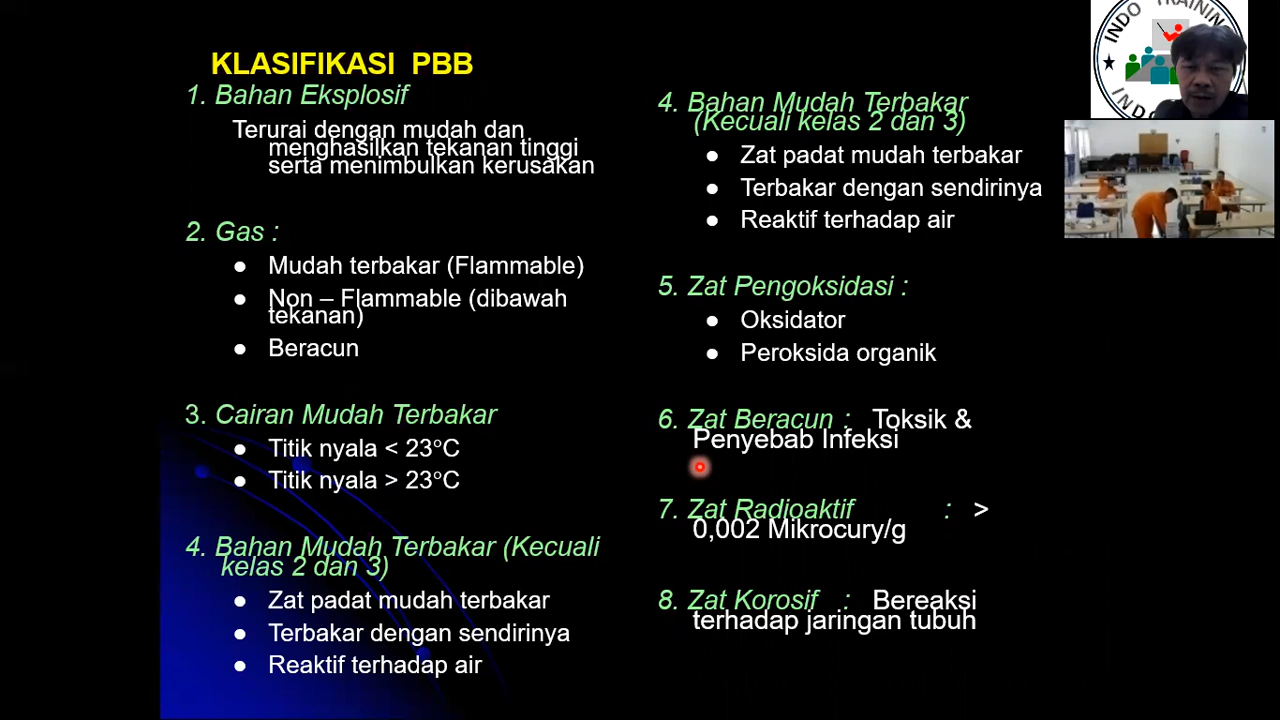 KLASIFIKASI PBB
1. Bahan Eksplosif
Terurai dengan mudah dan
menghasilkan tekanan tinggi
serta menimbulkan kerusakan
2. Gas :
● Mudah terbakar (Flammable)
● Non – Flammable (dibawah
tekanan)
● Beracun
3. Cairan Mudah Terbakar
● Titik nyala < 23°C
● Titik nyala > 23°C
4. Bahan Mudah Terbakar (Kecuali
kelas 2 dan 3)
● Zat padat mudah terbakar
● Terbakar dengan sendirinya
● Reaktif terhadap air
4. Bahan Mudah Terbakar
(Kecuali kelas 2 dan 3)
● Zat padat mudah terbakar
● Terbakar dengan sendirinya
● Reaktif terhadap air
5. Zat Pengoksidasi :
● Oksidator
● Peroksida organik
6. Zat Beracun : Toksik &
Penyebab Infeksi
7. Zat Radioaktif : >
0,002 Mikrocury/g
8. Zat Korosif : Bereaksi
terhadap jaringan tubuh
INDO TRAINING